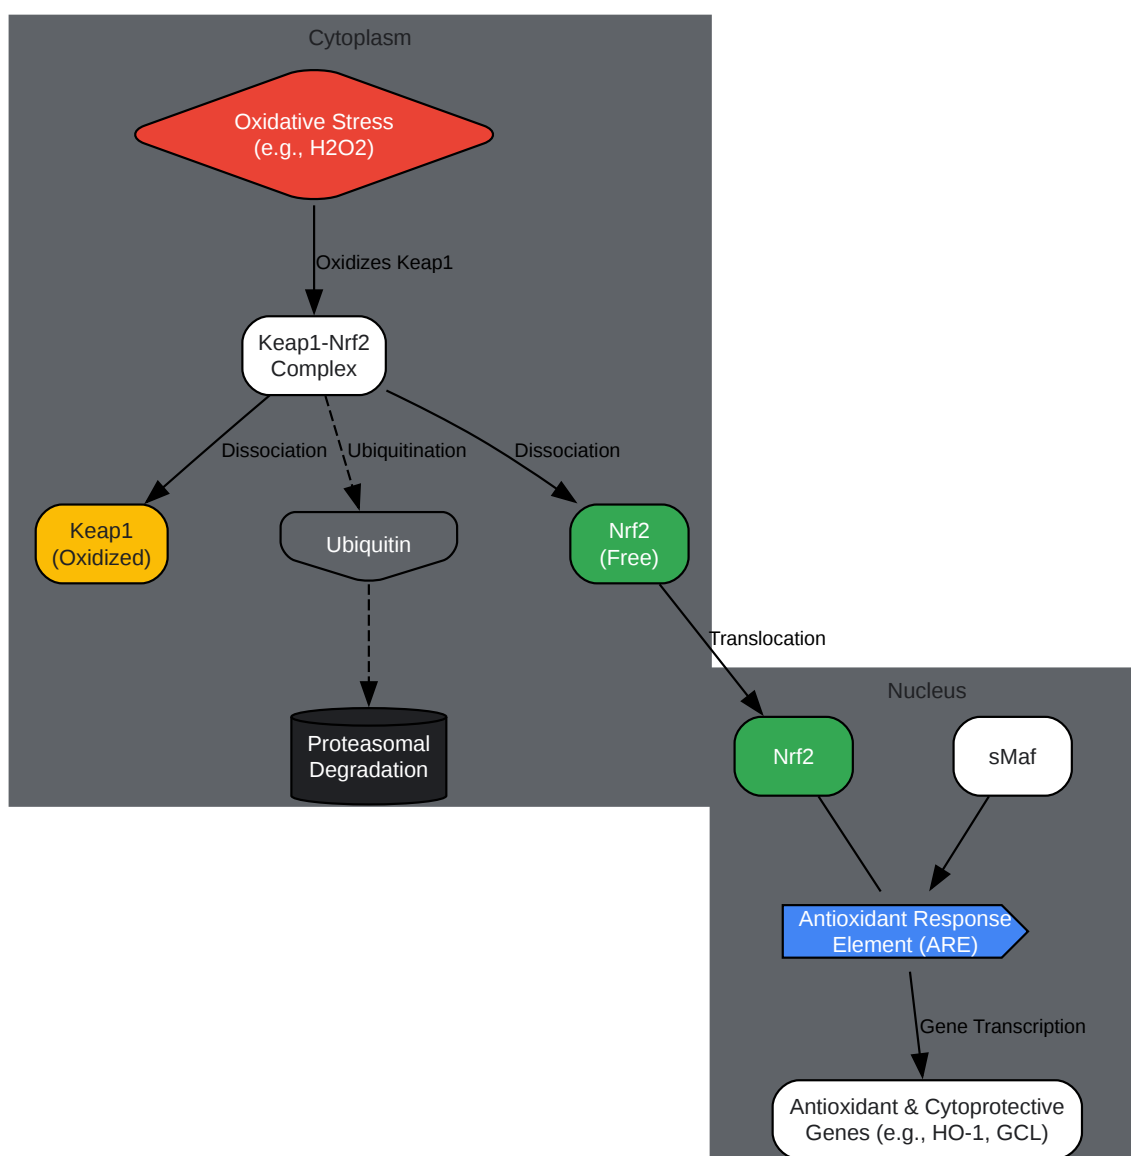 Cytoplasm
Oxidative Stress
(e.g., H2O2)
Oxidizes Keap1
Keap1-Nrf2
Complex
Dissociation
Ubiquitination
Dissociation
Keap1
(Oxidized)
Ubiquitin
Nrf2
(Free)
Translocation
Nucleus
Proteasomal
Degradation
Nrf2
sMaf
Antioxidant Response
Element (ARE)
Gene Transcription
Antioxidant & Cytoprotective
Genes (e.g., HO-1, GCL)